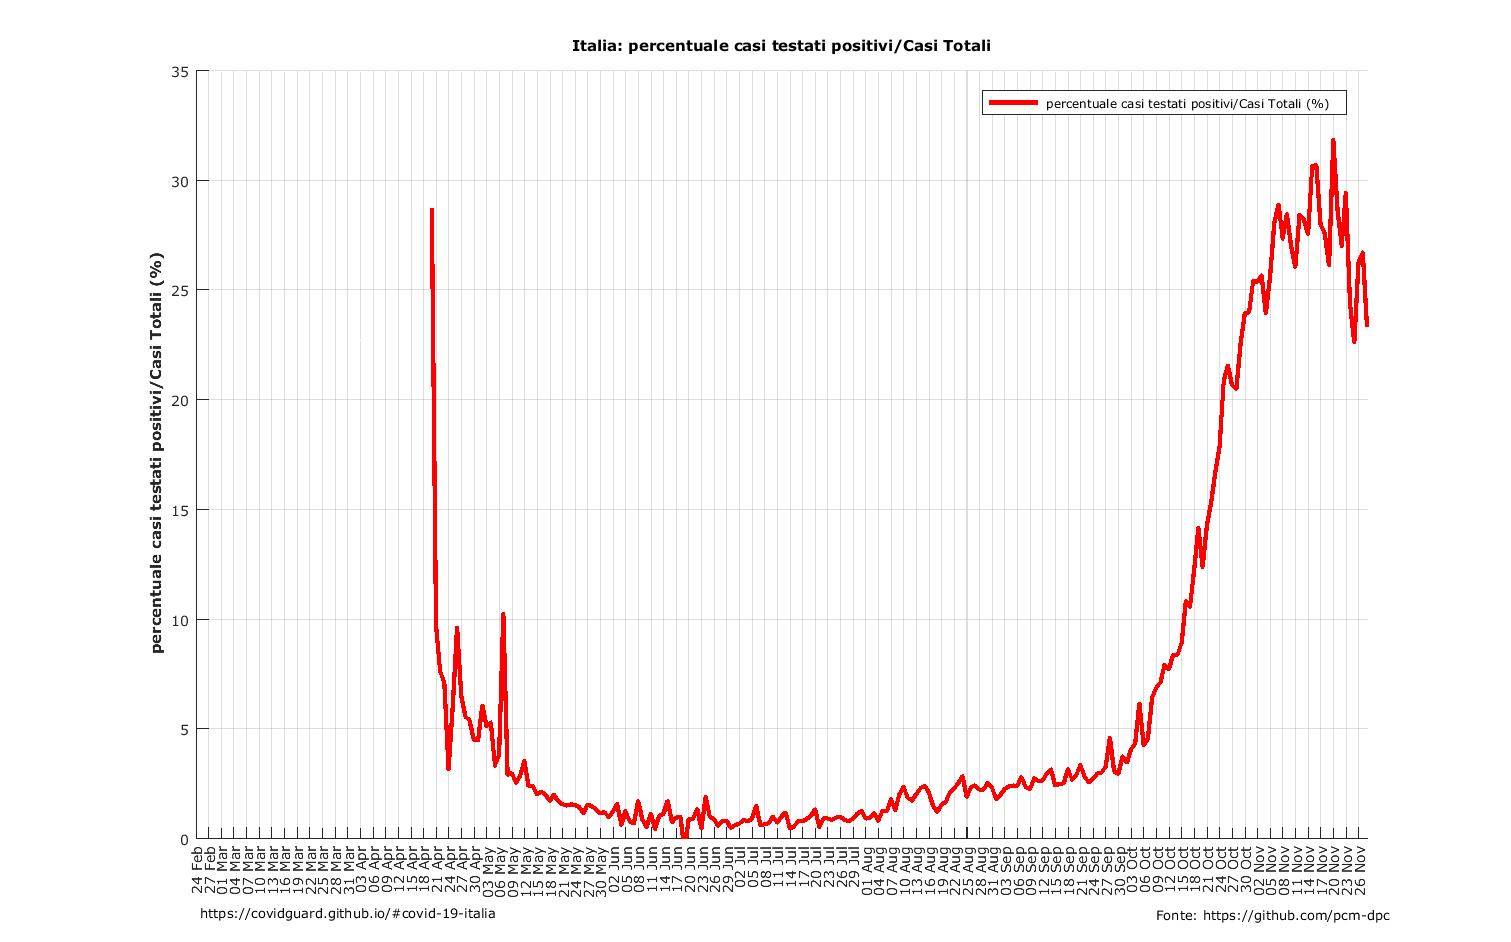 Italia: percentuale casi testati positivi/Casi Totali
percentuale casi testati positivi/Casi Totali (%)
percentuale casi testati positivi/Casi Totali (%)
35
30
25
20
15
10
5
0
24 Feb
27 Feb
01 Mar
04 Mar
07 Mar
10 Mar
13 Mar
16 Mar
19 Mar
22 Mar
25 Mar
28 Mar
31 Mar
03 Apr
06 Apr
09 Apr
12 Apr
15 Apr
18 Apr
21 Apr
24 Apr
27 Apr
30 Apr
03 May
06 May
09 May
12 May
15 May
18 May
21 May
24 May
27 May
30 May
02 Jun
05 Jun
08 Jun
11 Jun
14 Jun
17 Jun
20 Jun
23 Jun
26 Jun
29 Jun
02 Jul
05 Jul
08 Jul
11 Jul
14 Jul
17 Jul
20 Jul
23 Jul
26 Jul
29 Jul
01 Aug
04 Aug
07 Aug
10 Aug
13 Aug
16 Aug
19 Aug
22 Aug
25 Aug
28 Aug
31 Aug
03 Sep
06 Sep
09 Sep
12 Sep
15 Sep
18 Sep
21 Sep
24 Sep
27 Sep
30 Sep
03 Oct
06 Oct
09 Oct
12 Oct
15 Oct
18 Oct
21 Oct
24 Oct
27 Oct
30 Oct
02 Nov
05 Nov
08 Nov
11 Nov
14 Nov
17 Nov
20 Nov
23 Nov
26 Nov
https://covidguard.github.io/#covid-19-italia
Fonte: https://github.com/pcm-dpc